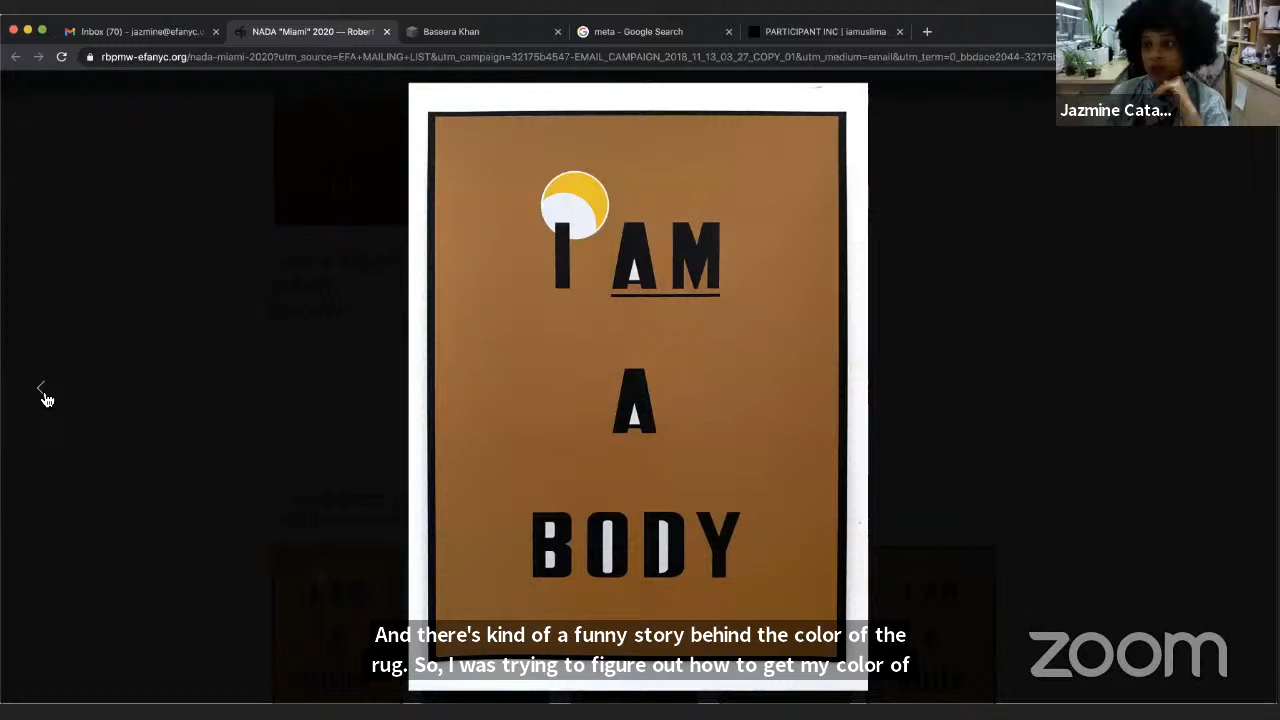 Inbox (70) - jazmine@efanyc.c
NADA "Miami" 2020 — Rober
Baseera Khan
meta - Google Search
PARTICIPANT INC | iamuslima
rbpmw-efanyc.org/nada-miami-2020?utm_source=EFA+MAILING+LIST&utm_campaign=32175b4547-EMAIL_CAMPAIGN_2018_11_13_03_27_COPY_01&utm_medium=email&utm_term=0_bbdace2044-32175b
Jazmine Cata...
I AM
A
BODY
And there's kind of a funny story behind the color of the
rug. So, I was trying to figure out how to get my color of
zoom